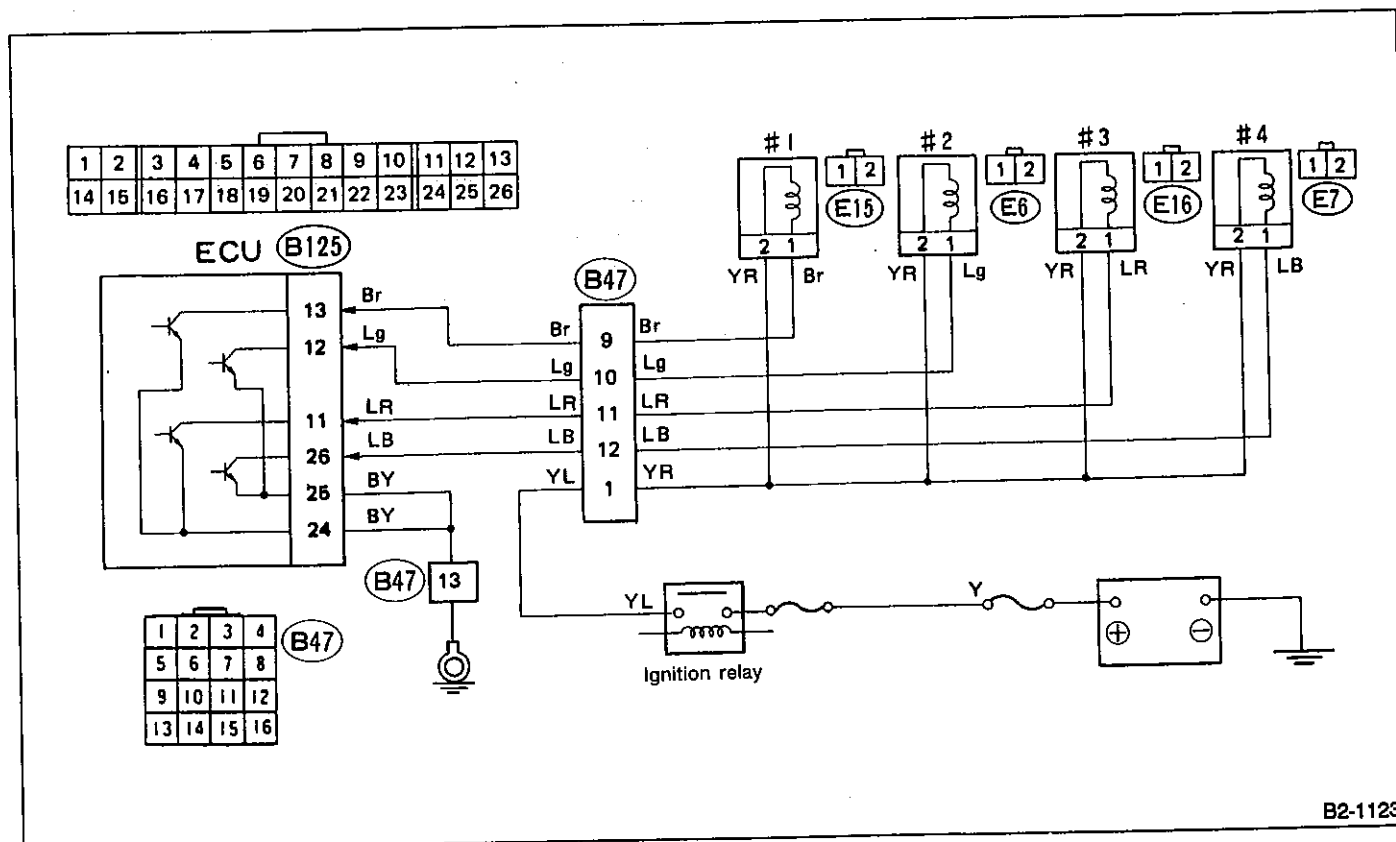 #1 #2 #3 #4
1 2 3 4 5 6 7 8 9 10 11 12 13
14 15 16 17 18 19 20 21 22 23 24 25 26
1 2 1 2 1 2 1 2
E15 E6 E16 E7
2 1 2 1 2 1 2 1
YR Br YR Lg YR LR YR LB
ECU B125
B47
13 Br Br 9 Br
12 Lg Lg 10 Lg
11 LR LR 11 LR
26 LB LB 12 LB
25 BY YL 1 YR
24 BY
B47 13
YL Y
+ −
Ignition relay
1 2 3 4 B47
5 6 7 8
9 10 11 12
13 14 15 16
B2-1123